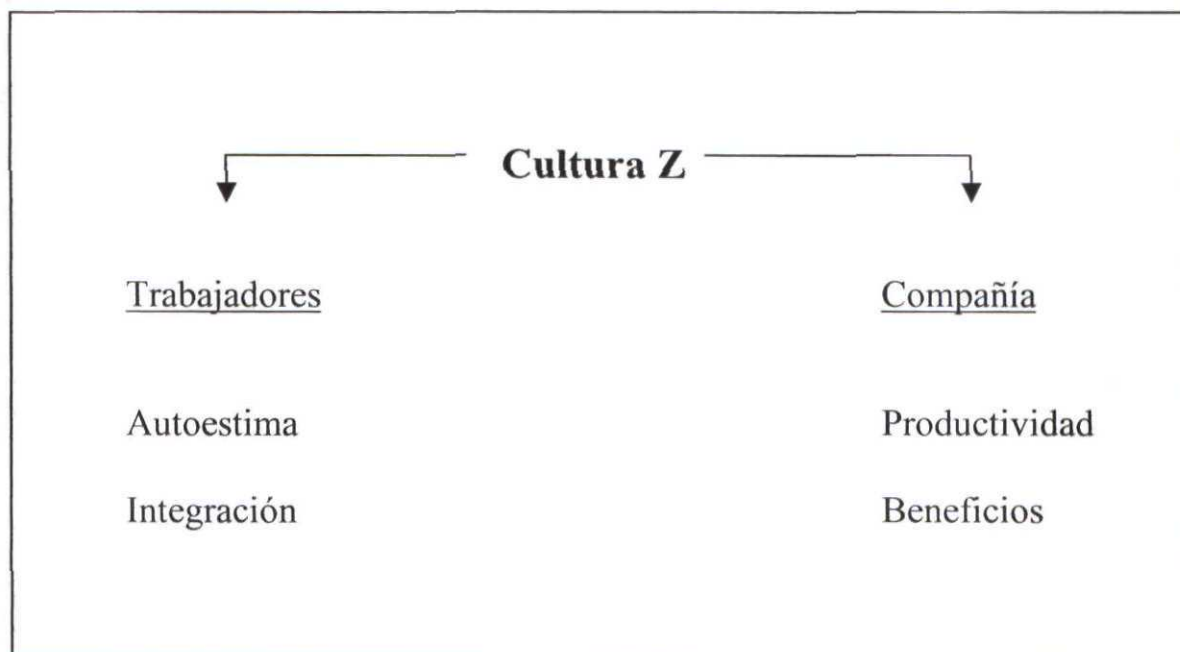 Cultura Z
Trabajadores
Compañía
Autoestima
Productividad
Integración
Beneficios